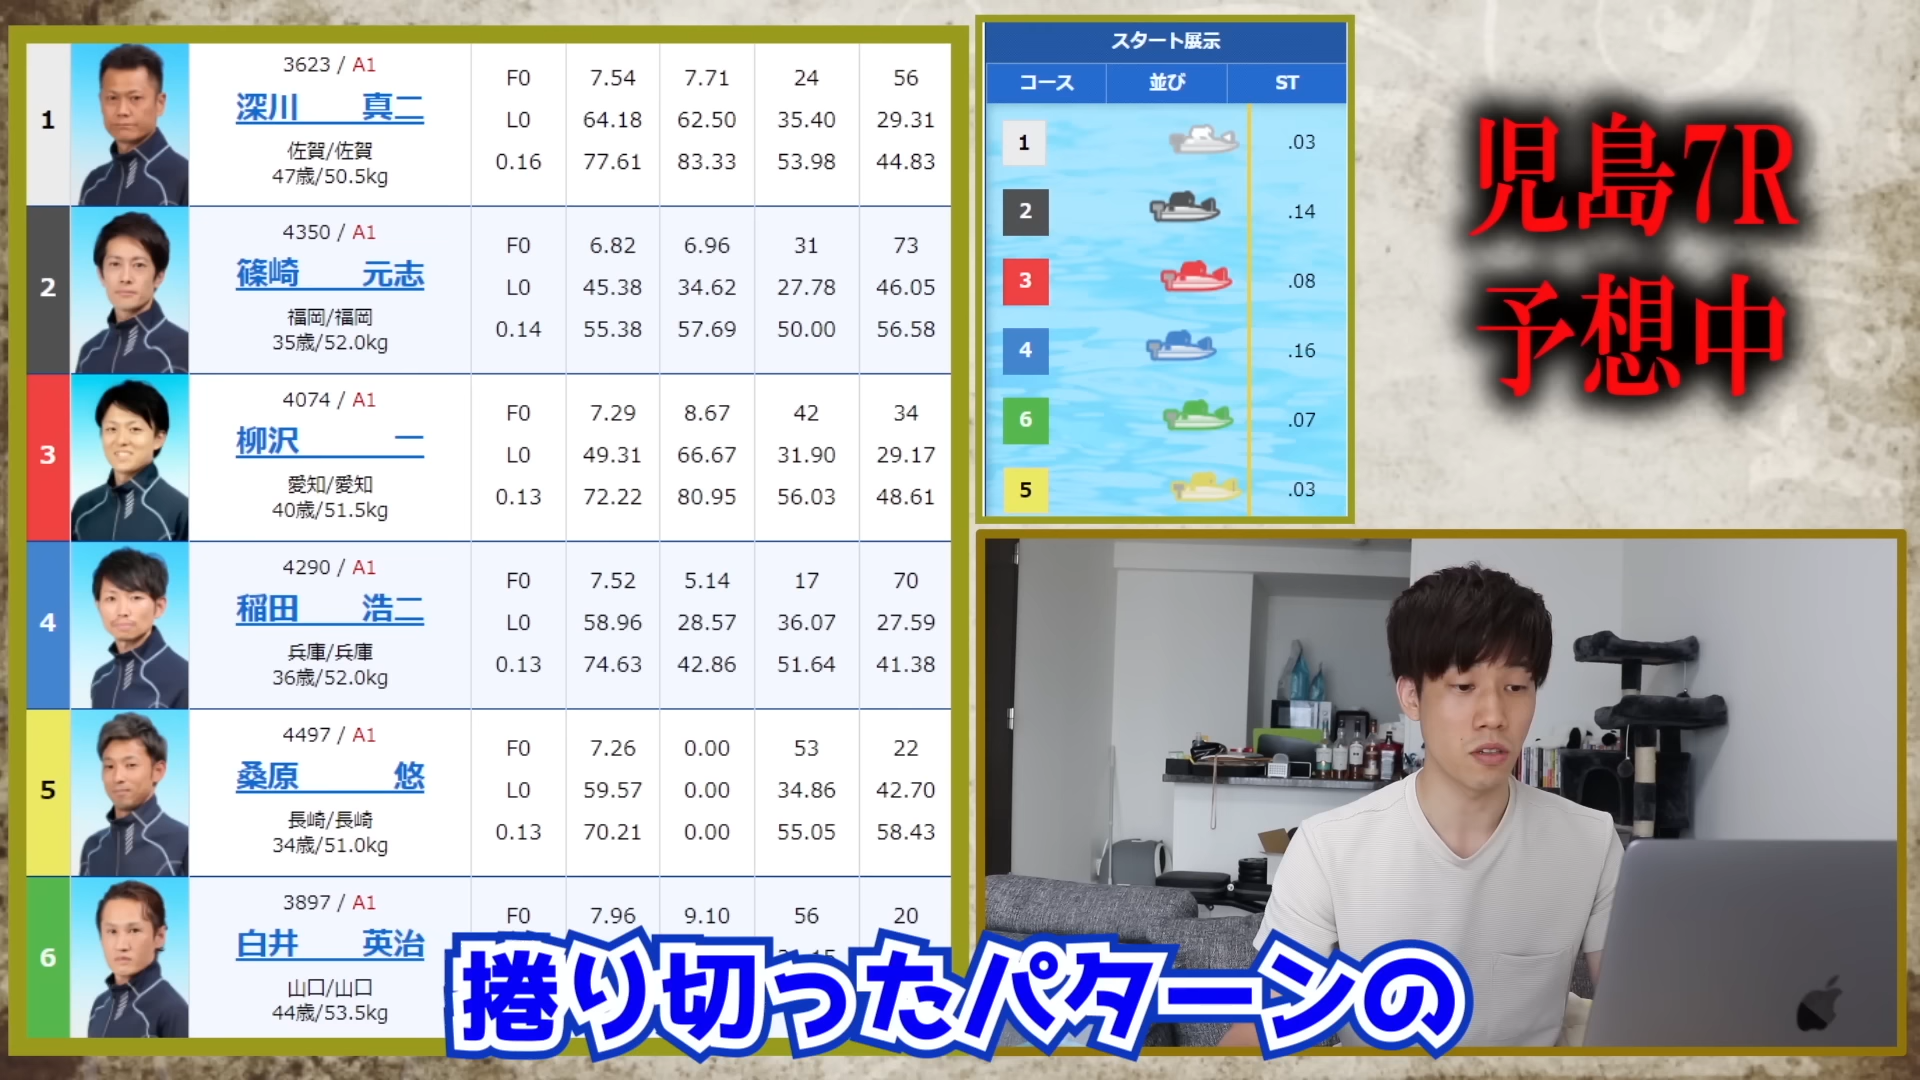 1
3623 / A1
深川 真二
佐賀/佐賀
47歳/50.5kg
F0 7.54 7.71 24 56
L0 64.18 62.50 35.40 29.31
0.16 77.61 83.33 53.98 44.83
2
4350 / A1
篠崎 元志
福岡/福岡
35歳/52.0kg
F0 6.82 6.96 31 73
L0 45.38 34.62 27.78 46.05
0.14 55.38 57.69 50.00 56.58
3
4074 / A1
柳沢 一
愛知/愛知
40歳/51.5kg
F0 7.29 8.67 42 34
L0 49.31 66.67 31.90 29.17
0.13 72.22 80.95 56.03 48.61
4
4290 / A1
稲田 浩二
兵庫/兵庫
36歳/52.0kg
F0 7.52 5.14 17 70
L0 58.96 28.57 36.07 27.59
0.13 74.63 42.86 51.64 41.38
5
4497 / A1
桑原 悠
長崎/長崎
34歳/51.0kg
F0 7.26 0.00 53 22
L0 59.57 0.00 34.86 42.70
0.13 70.21 0.00 55.05 58.43
6
3897 / A1
白井 英治
山口/山口
44歳/53.5kg
F0 7.96 9.10 56 20
スタート展示
コース 並び ST
1 .03
2 .14
3 .08
4 .16
6 .07
5 .03
児島7R
予想中
捲り切ったパターンの